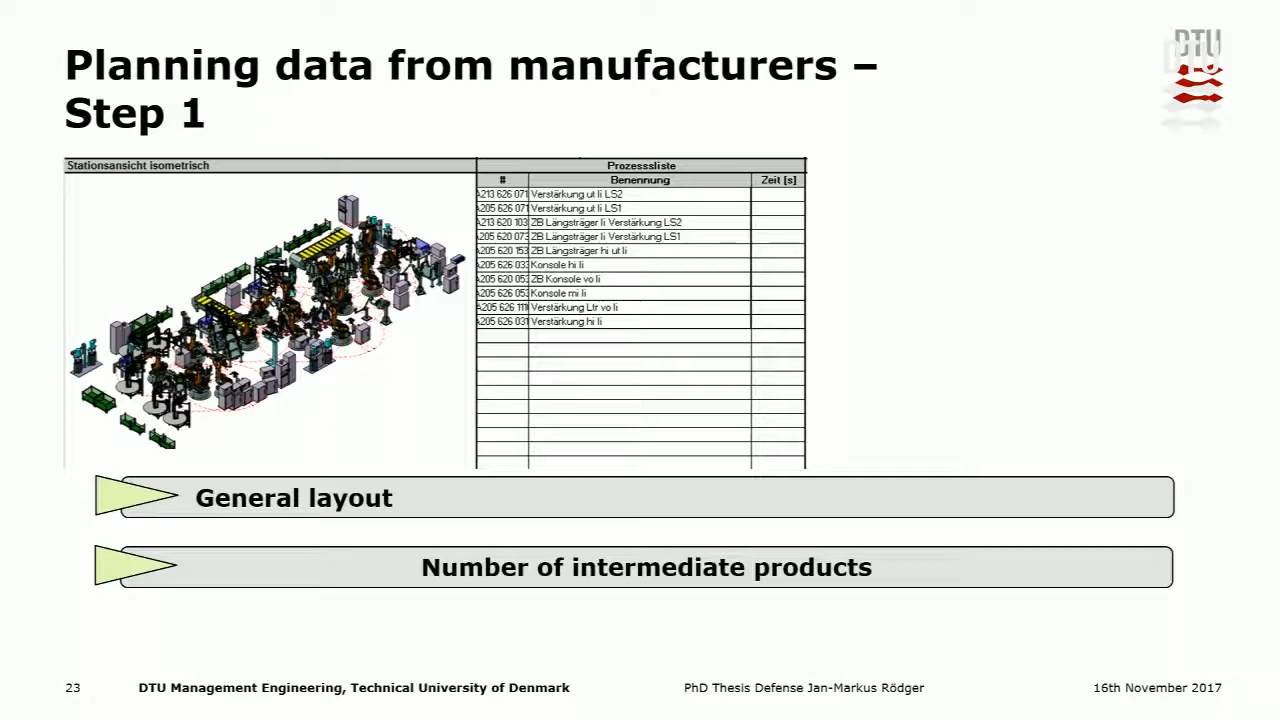 Planning data from manufacturers –
Step 1
DTU
Stationsansicht isometrisch
Prozesssliste
# Benennung Zeit [s]
A213 626 071 Verstärkung ut li LS2
A205 626 071 Verstärkung ut li LS1
A213 620 103 ZB Längsträger li Verstärkung LS2
A205 620 073 ZB Längsträger li Verstärkung LS1
A205 620 153 ZB Längsträger hi ut li
A205 626 033 Konsole hi li
A205 620 053 ZB Konsole vo li
A205 626 053 Konsole mi li
A205 626 111 Verstärkung Ltr vo li
A205 626 031 Verstärkung hi li
General layout
Number of intermediate products
23 DTU Management Engineering, Technical University of Denmark PhD Thesis Defense Jan-Markus Rödger 16th November 2017